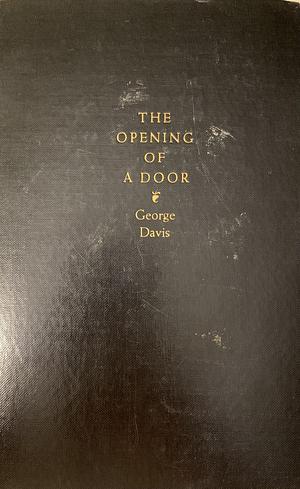 THE
OPENING
OF
A DOOR
George
Davis